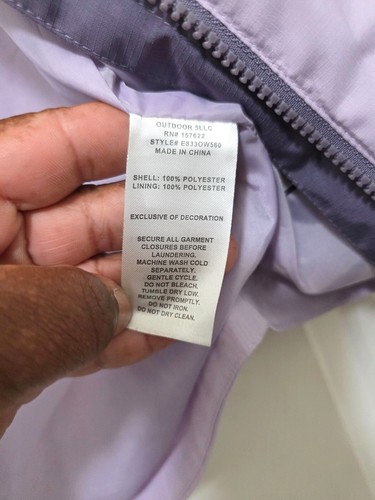 OUTDOOR 5LLC
RN# 157622
STYLE# E833OW560
MADE IN CHINA
SHELL: 100% POLYESTER
LINING: 100% POLYESTER
EXCLUSIVE OF DECORATION
SECURE ALL GARMENT
CLOSURES BEFORE
LAUNDERING.
MACHINE WASH COLD
SEPARATELY.
GENTLE CYCLE.
DO NOT BLEACH.
TUMBLE DRY LOW,
REMOVE PROMPTLY.
DO NOT IRON.
DO NOT DRY CLEAN.